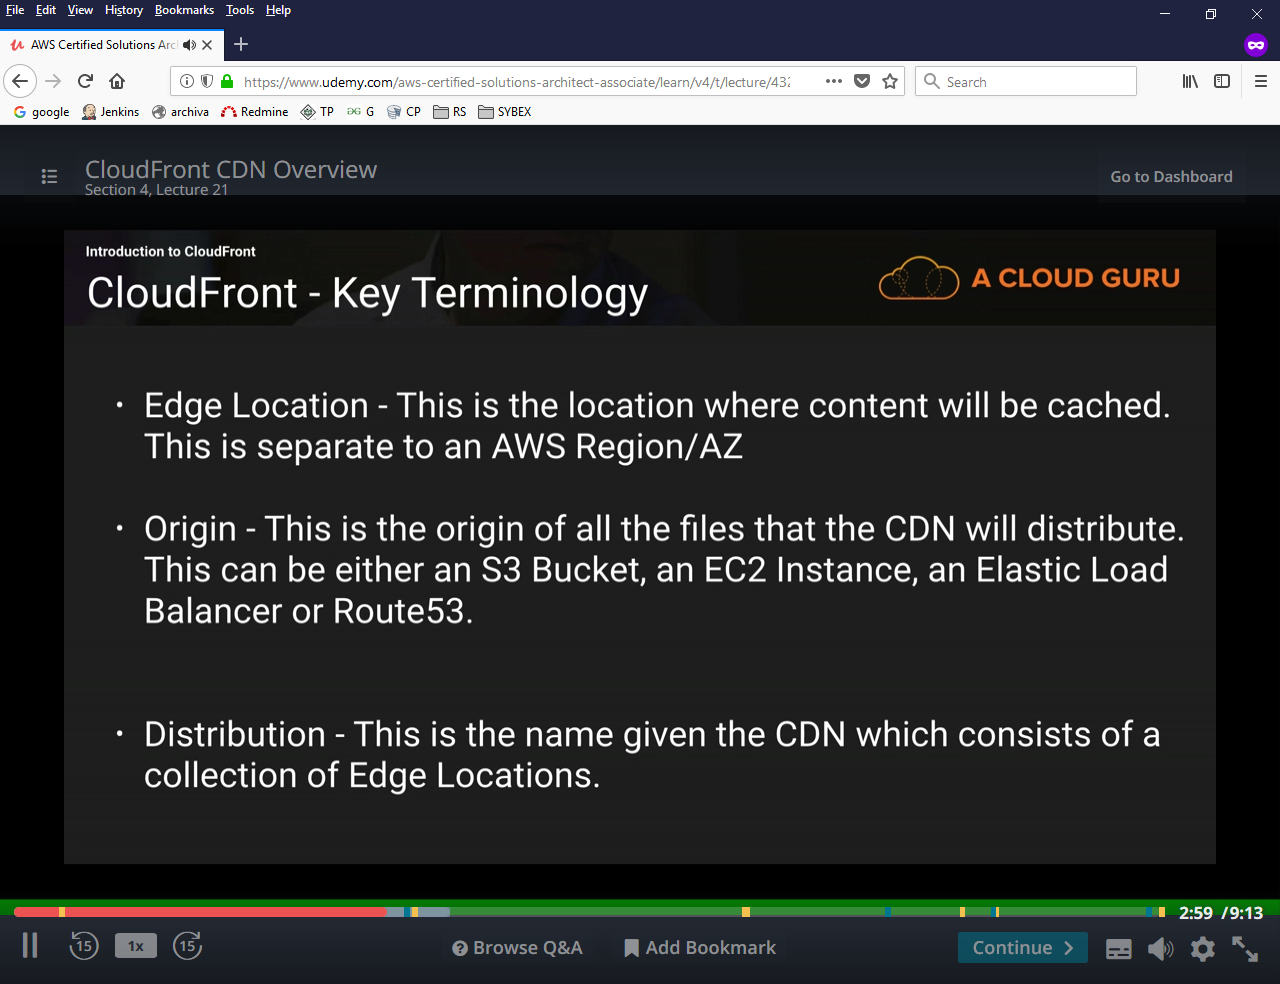 File Edit View History Bookmarks Tools Help
AWS Certified Solutions Arc
https://www.udemy.com/aws-certified-solutions-architect-associate/learn/v4/t/lecture/432
Search
google Jenkins archiva Redmine TP G CP RS SYBEX
CloudFront CDN Overview
Section 4, Lecture 21
Go to Dashboard
Introduction to CloudFront
CloudFront - Key Terminology
A CLOUD GURU
• Edge Location - This is the location where content will be cached.
This is separate to an AWS Region/AZ
• Origin - This is the origin of all the files that the CDN will distribute.
This can be either an S3 Bucket, an EC2 Instance, an Elastic Load
Balancer or Route53.
• Distribution - This is the name given the CDN which consists of a
collection of Edge Locations.
2:59 /9:13
15 1x 15 Browse Q&A Add Bookmark Continue